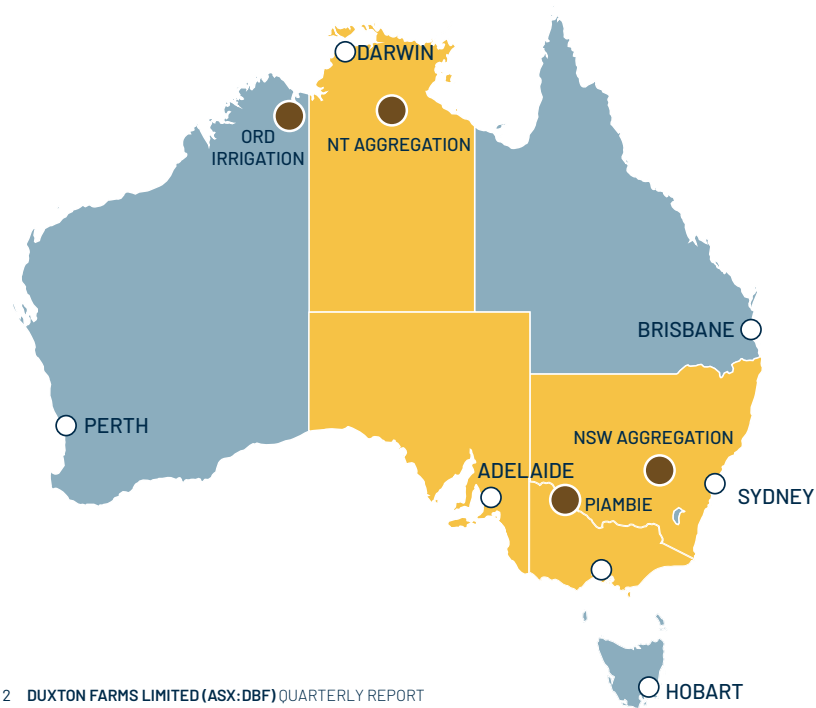 DARWIN
ORD
IRRIGATION
NT AGGREGATION
BRISBANE
PERTH
NSW AGGREGATION
ADELAIDE
PIAMBIE
SYDNEY
HOBART
2 DUXTON FARMS LIMITED (ASX:DBF) QUARTERLY REPORT